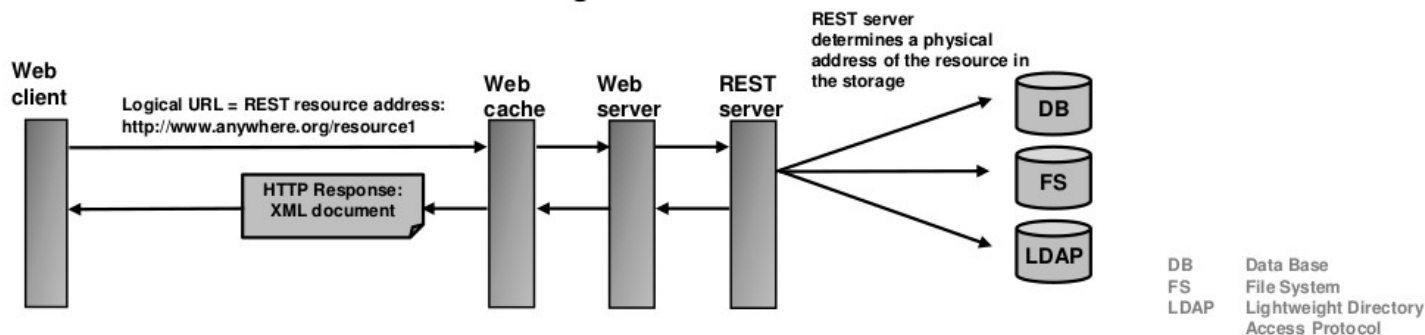 REST server
determines a physical
address of the resource in
the storage
Web
client
Logical URL = REST resource address:
http://www.anywhere.org/resource1
Web
cache
Web
server
REST
server
HTTP Response:
XML document
DB
FS
LDAP
DB Data Base
FS File System
LDAP Lightweight Directory
Access Protocol